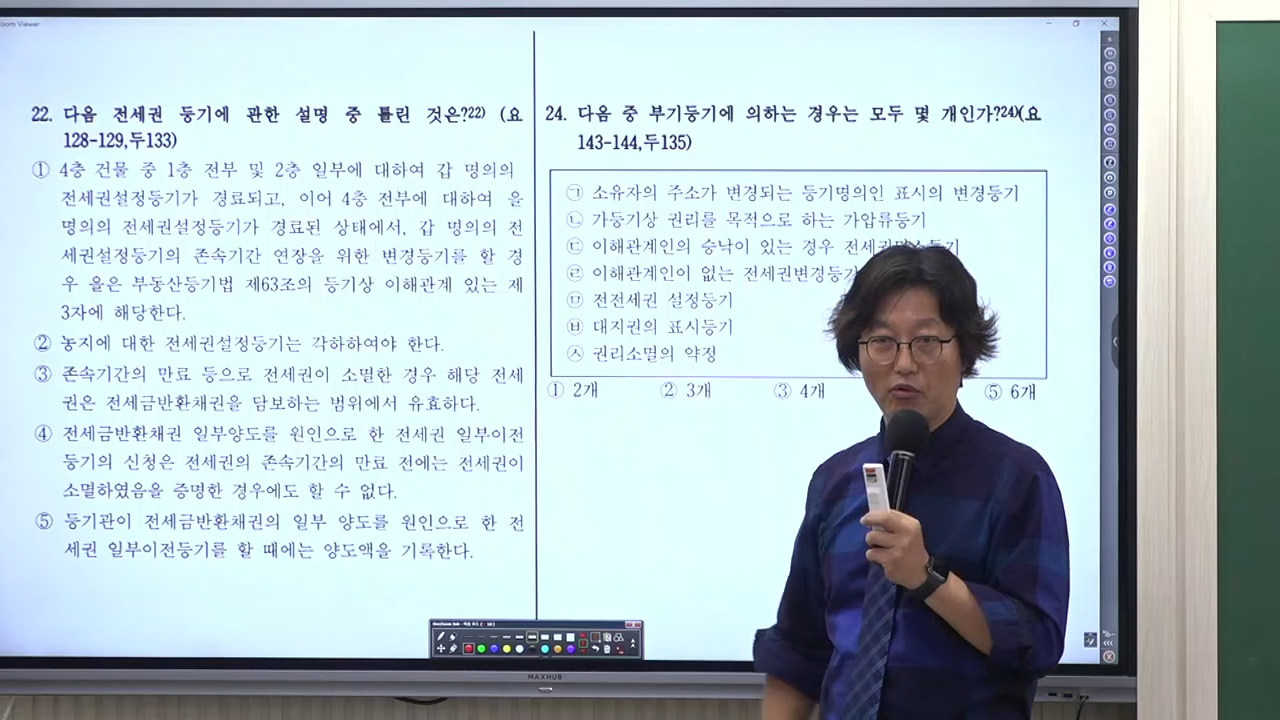 Zoom Viewer
22. 다음 전세권 등기에 관한 설명 중 틀린 것은?22) (요
128-129,두133)
① 4층 건물 중 1층 전부 및 2층 일부에 대하여 갑 명의의
전세권설정등기가 경료되고, 이어 4층 전부에 대하여 을
명의의 전세권설정등기가 경료된 상태에서, 갑 명의의 전
세권설정등기의 존속기간 연장을 위한 변경등기를 할 경
우 을은 부동산등기법 제63조의 등기상 이해관계 있는 제
3자에 해당한다.
② 농지에 대한 전세권설정등기는 각하하여야 한다.
③ 존속기간의 만료 등으로 전세권이 소멸한 경우 해당 전세
권은 전세금반환채권을 담보하는 범위에서 유효하다.
④ 전세금반환채권 일부양도를 원인으로 한 전세권 일부이전
등기의 신청은 전세권의 존속기간의 만료 전에는 전세권이
소멸하였음을 증명한 경우에도 할 수 없다.
⑤ 등기관이 전세금반환채권의 일부 양도를 원인으로 한 전
세권 일부이전등기를 할 때에는 양도액을 기록한다.
24. 다음 중 부기등기에 의하는 경우는 모두 몇 개인가?24)(요
143-144,두135)
㉠ 소유자의 주소가 변경되는 등기명의인 표시의 변경등기
㉡ 가등기상 권리를 목적으로 하는 가압류등기
㉢ 이해관계인의 승낙이 있는 경우
㉣ 이해관계인이 없는 전세권변경등기
㉤ 전전세권 설정등기
㉥ 대지권의 표시등기
㉦ 권리소멸의 약정
① 2개 ② 3개 ③ 4개 ⑤ 6개
MAXHUB